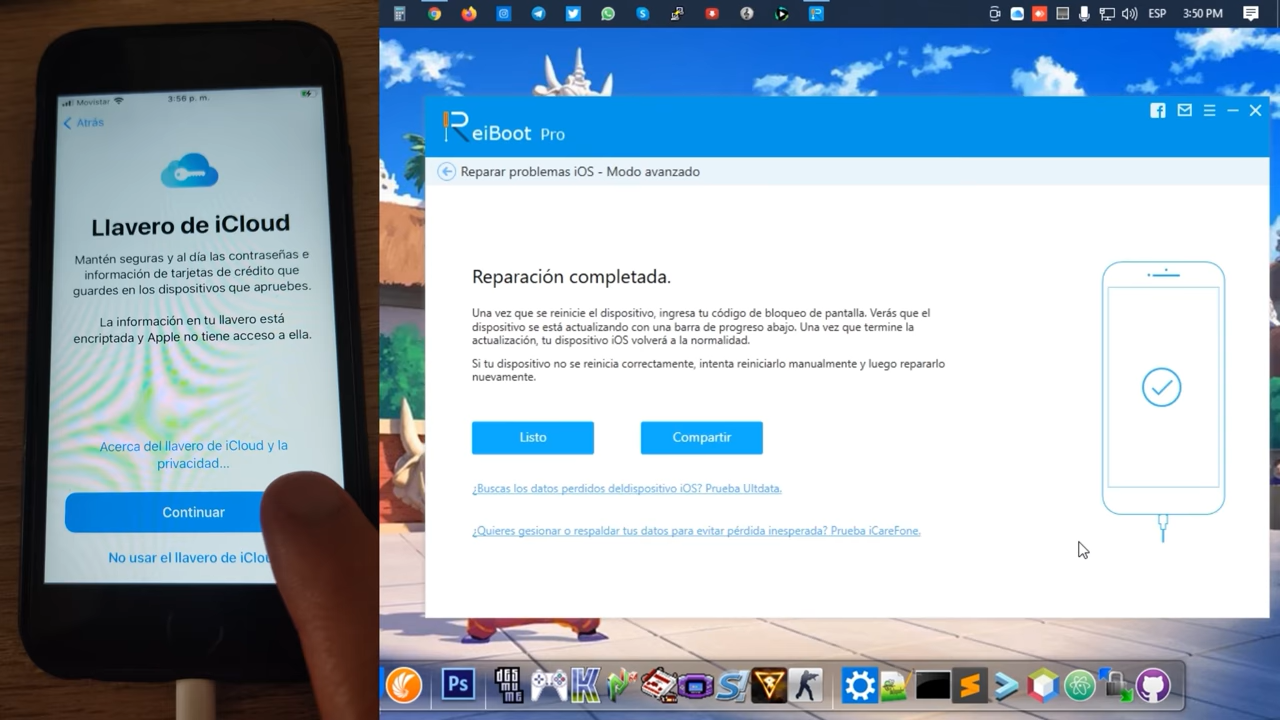 Movistar
3:56 p. m.
Atrás
Llavero de iCloud
Mantén seguras y al día las contraseñas e
información de tarjetas de crédito que
guardes en los dispositivos que apruebes.
La información en tu llavero está
encriptada y Apple no tiene acceso a ella.
Acerca del llavero de iCloud y la
privacidad...
Continuar
No usar el llavero de
ESP
3:50 PM
ReiBoot Pro
Reparar problemas iOS - Modo avanzado
Reparación completada.
Una vez que se reinicie el dispositivo, ingresa tu código de bloqueo de pantalla. Verás que el
dispositivo se está actualizando con una barra de progreso abajo. Una vez que termine la
actualización, tu dispositivo iOS volverá a la normalidad.
Si tu dispositivo no se reinicia correctamente, intenta reiniciarlo manualmente y luego repararlo
nuevamente.
Listo
Compartir
¿Buscas los datos perdidos deldispositivo iOS? Prueba Ultdata.
¿Quieres gesionar o respaldar tus datos para evitar pérdida inesperada? Prueba iCareFone.
Ps